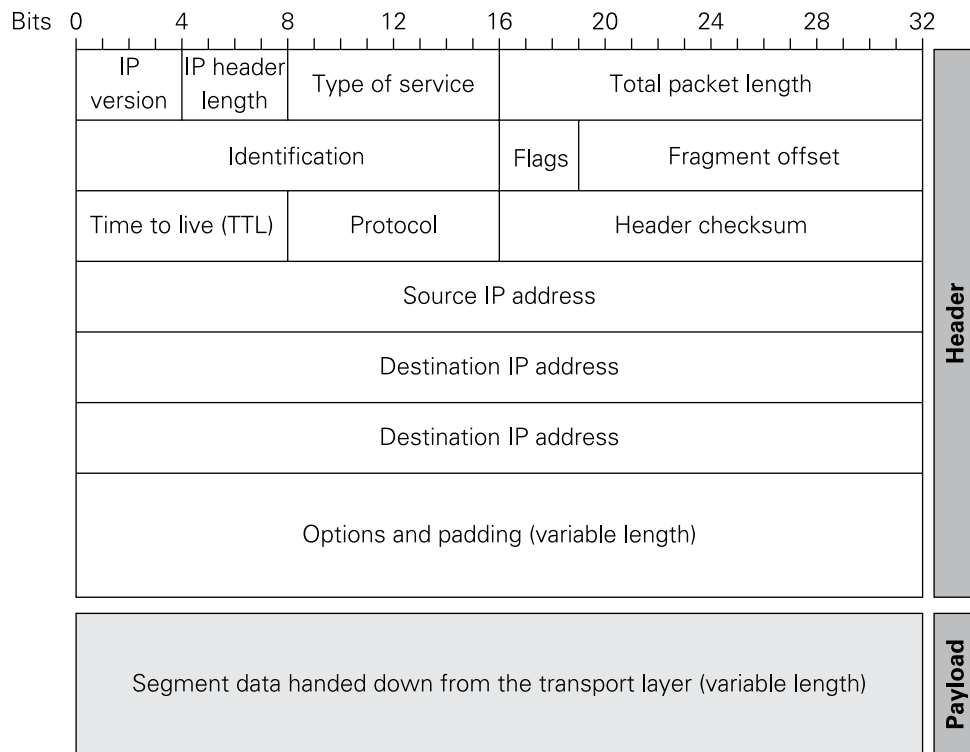 Bits 0 4 8 12 16 20 24 28 32
IP version
IP header length
Type of service
Total packet length
Identification
Flags
Fragment offset
Time to live (TTL)
Protocol
Header checksum
Source IP address
Destination IP address
Destination IP address
Options and padding (variable length)
Header
Segment data handed down from the transport layer (variable length)
Payload